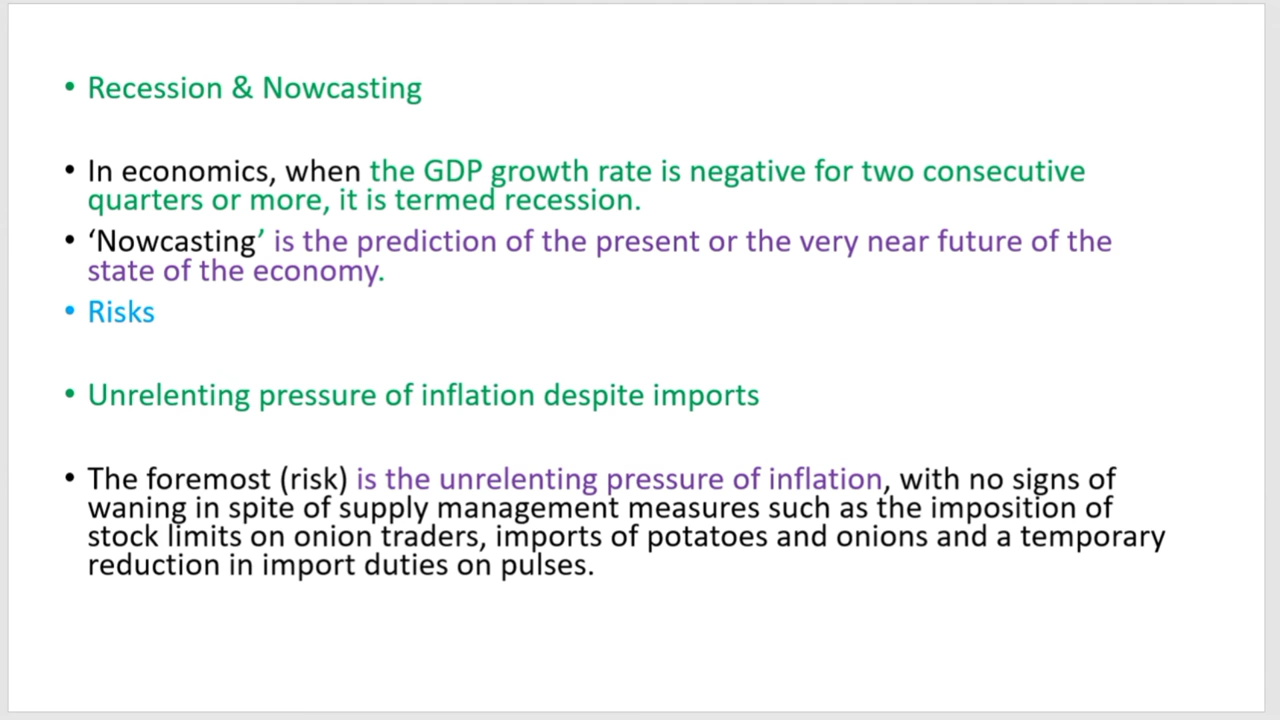 • Recession & Nowcasting
• In economics, when the GDP growth rate is negative for two consecutive
quarters or more, it is termed recession.
• ‘Nowcasting’ is the prediction of the present or the very near future of the
state of the economy.
• Risks
• Unrelenting pressure of inflation despite imports
• The foremost (risk) is the unrelenting pressure of inflation, with no signs of
waning in spite of supply management measures such as the imposition of
stock limits on onion traders, imports of potatoes and onions and a temporary
reduction in import duties on pulses.